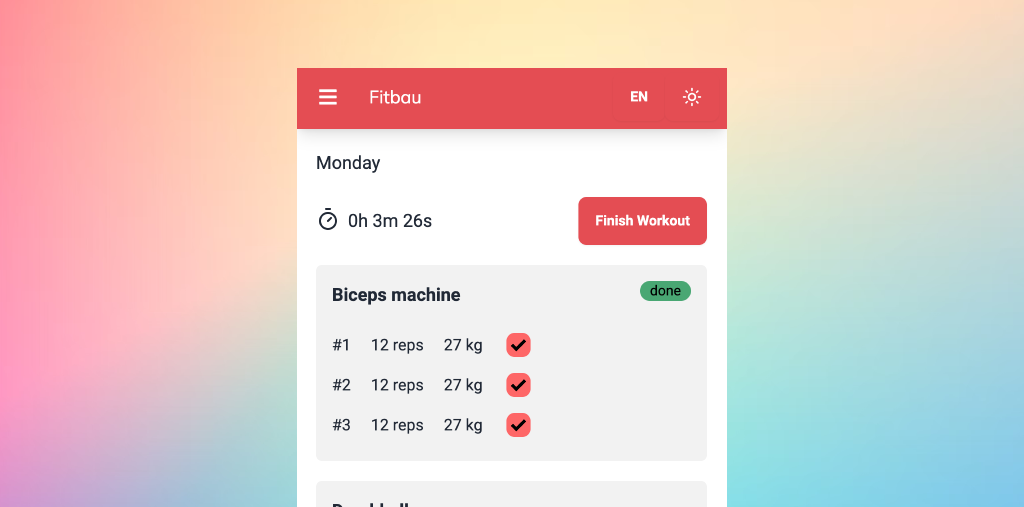 Fitbau
EN
Monday
0h 3m 26s
Finish Workout
Biceps machine
done
#1 12 reps 27 kg
#2 12 reps 27 kg
#3 12 reps 27 kg